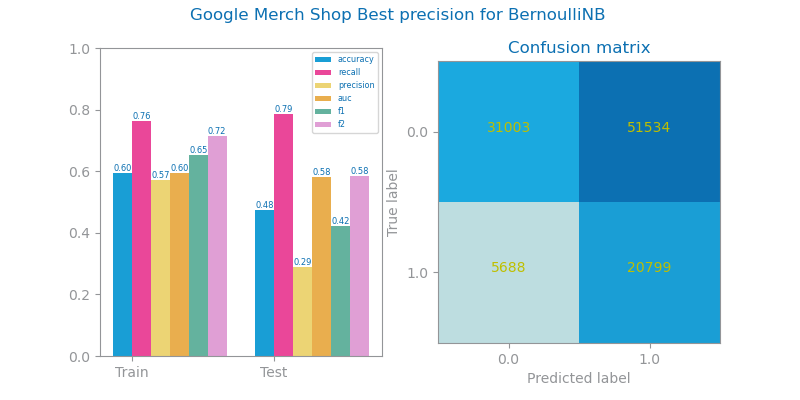 Google Merch Shop Best precision for BernoulliNB
1.0
0.8
0.6
0.4
0.2
0.0
0.60
0.76
0.57
0.60
0.65
0.72
0.48
0.79
0.29
0.58
0.42
0.58
accuracy
recall
precision
auc
f1
f2
Train
Test
Confusion matrix
True label
0.0
1.0
31003
51534
5688
20799
0.0
1.0
Predicted label